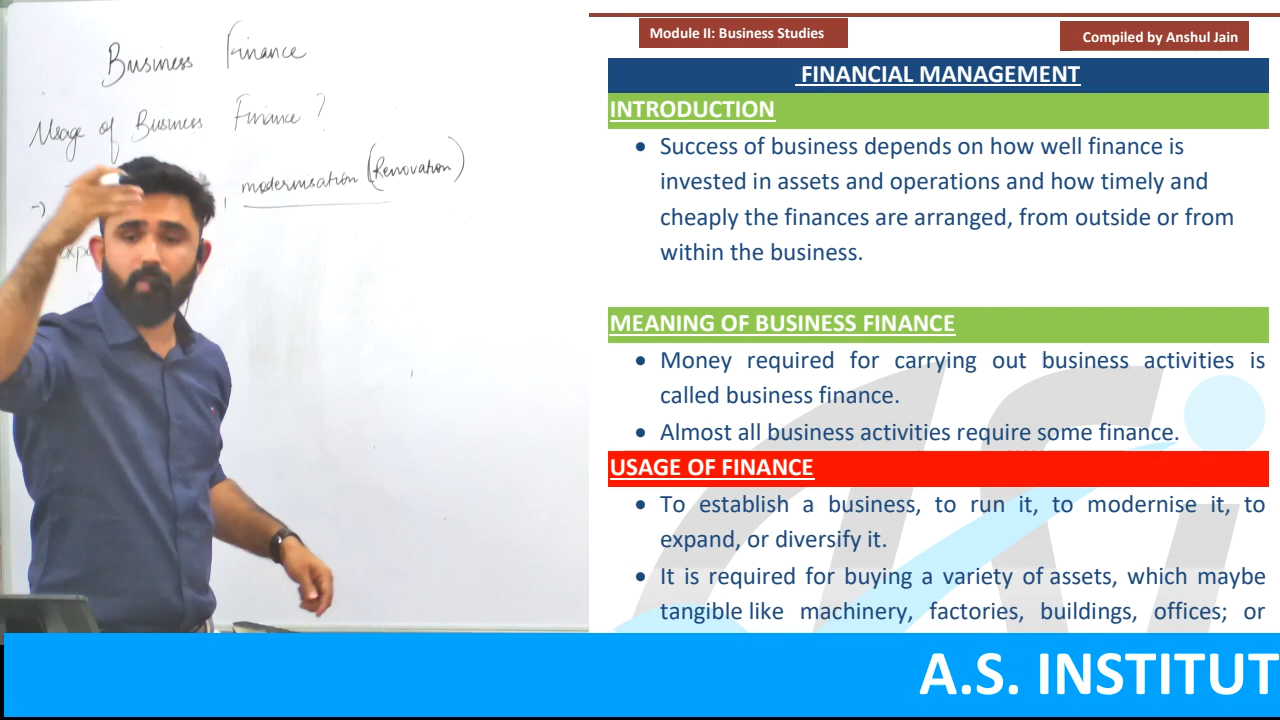 Business Finance
Usage of Business Finance ?
modernisation (Renovation)
Module II: Business Studies
Compiled by Anshul Jain
FINANCIAL MANAGEMENT
INTRODUCTION
• Success of business depends on how well finance is
invested in assets and operations and how timely and
cheaply the finances are arranged, from outside or from
within the business.
MEANING OF BUSINESS FINANCE
• Money required for carrying out business activities is
called business finance.
• Almost all business activities require some finance.
USAGE OF FINANCE
• To establish a business, to run it, to modernise it, to
expand, or diversify it.
• It is required for buying a variety of assets, which maybe
tangible like machinery, factories, buildings, offices; or
A.S. INSTITUT